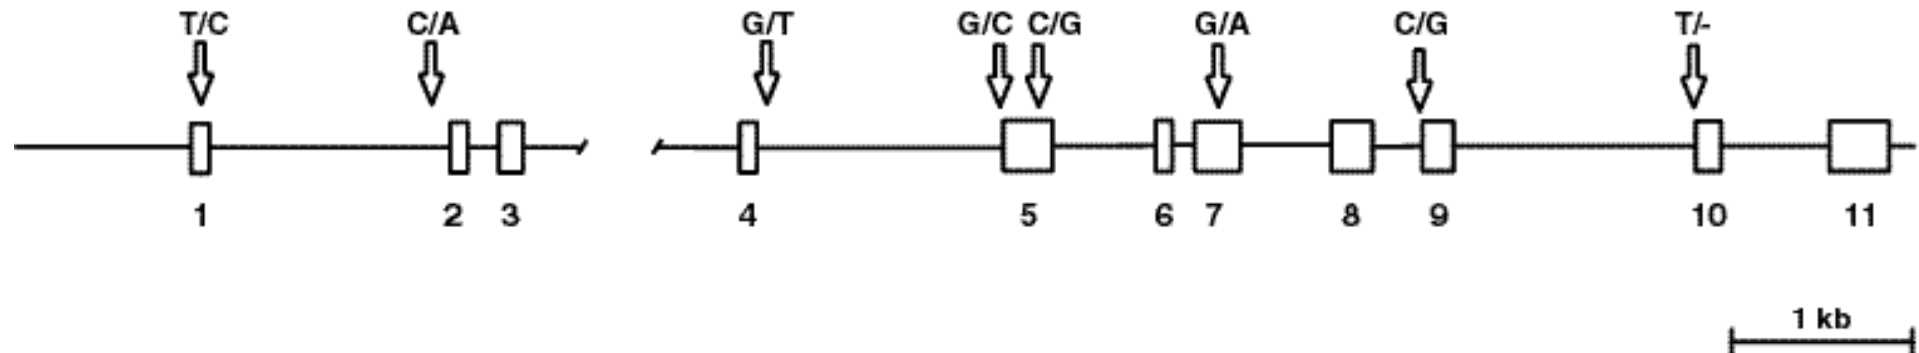 T/C C/A G/T G/C C/G G/A C/G T/-
1 2 3 4 5 6 7 8 9 10 11
1 kb